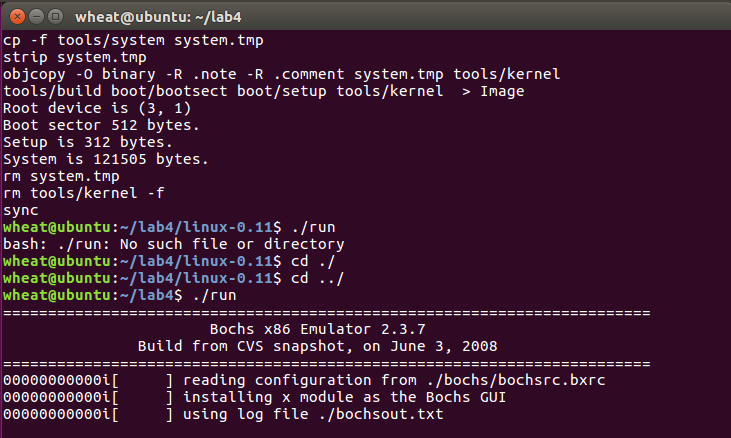 wheat@ubuntu: ~/lab4
cp -f tools/system system.tmp
strip system.tmp
objcopy -O binary -R .note -R .comment system.tmp tools/kernel
tools/build boot/bootsect boot/setup tools/kernel  > Image
Root device is (3, 1)
Boot sector 512 bytes.
Setup is 312 bytes.
System is 121505 bytes.
rm system.tmp
rm tools/kernel -f
sync
wheat@ubuntu:~/lab4/linux-0.11$ ./run
bash: ./run: No such file or directory
wheat@ubuntu:~/lab4/linux-0.11$ cd ./
wheat@ubuntu:~/lab4/linux-0.11$ cd ../
wheat@ubuntu:~/lab4$ ./run
========================================================================
                       Bochs x86 Emulator 2.3.7
               Build from CVS snapshot, on June 3, 2008
========================================================================
00000000000i[     ] reading configuration from ./bochs/bochsrc.bxrc
00000000000i[     ] installing x module as the Bochs GUI
00000000000i[     ] using log file ./bochsout.txt